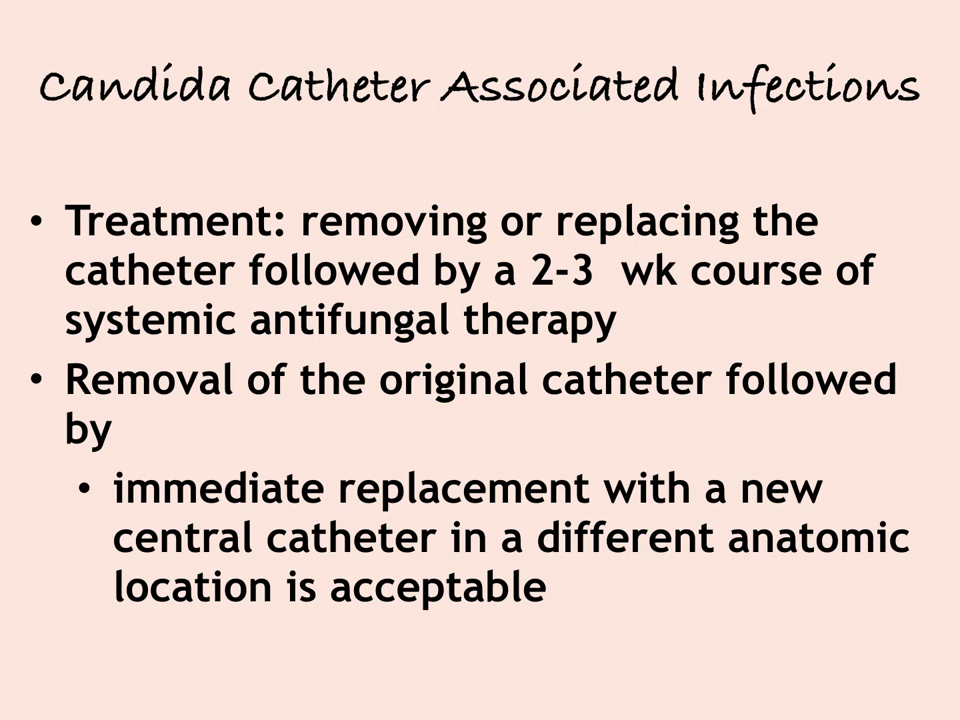 Candida Catheter Associated Infections
• Treatment: removing or replacing the
catheter followed by a 2-3  wk course of
systemic antifungal therapy
• Removal of the original catheter followed
by
• immediate replacement with a new
central catheter in a different anatomic
location is acceptable